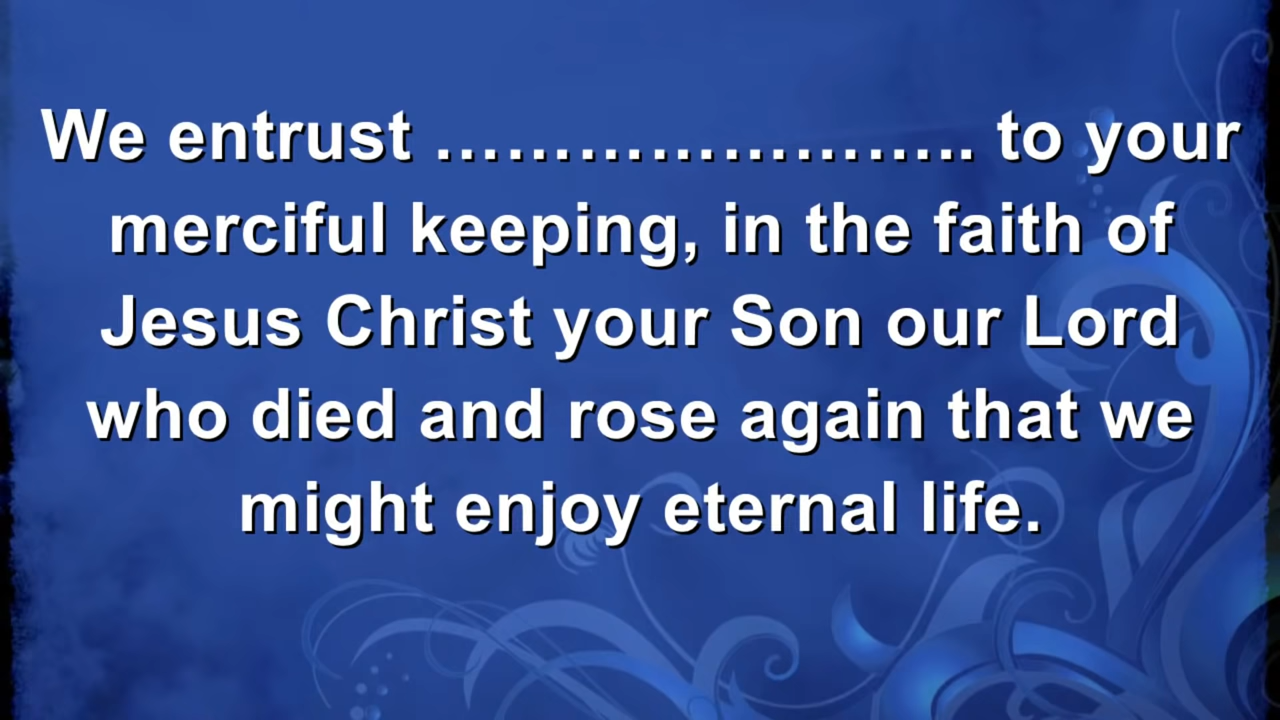 We entrust …………………….. to your
merciful keeping, in the faith of
Jesus Christ your Son our Lord
who died and rose again that we
might enjoy eternal life.